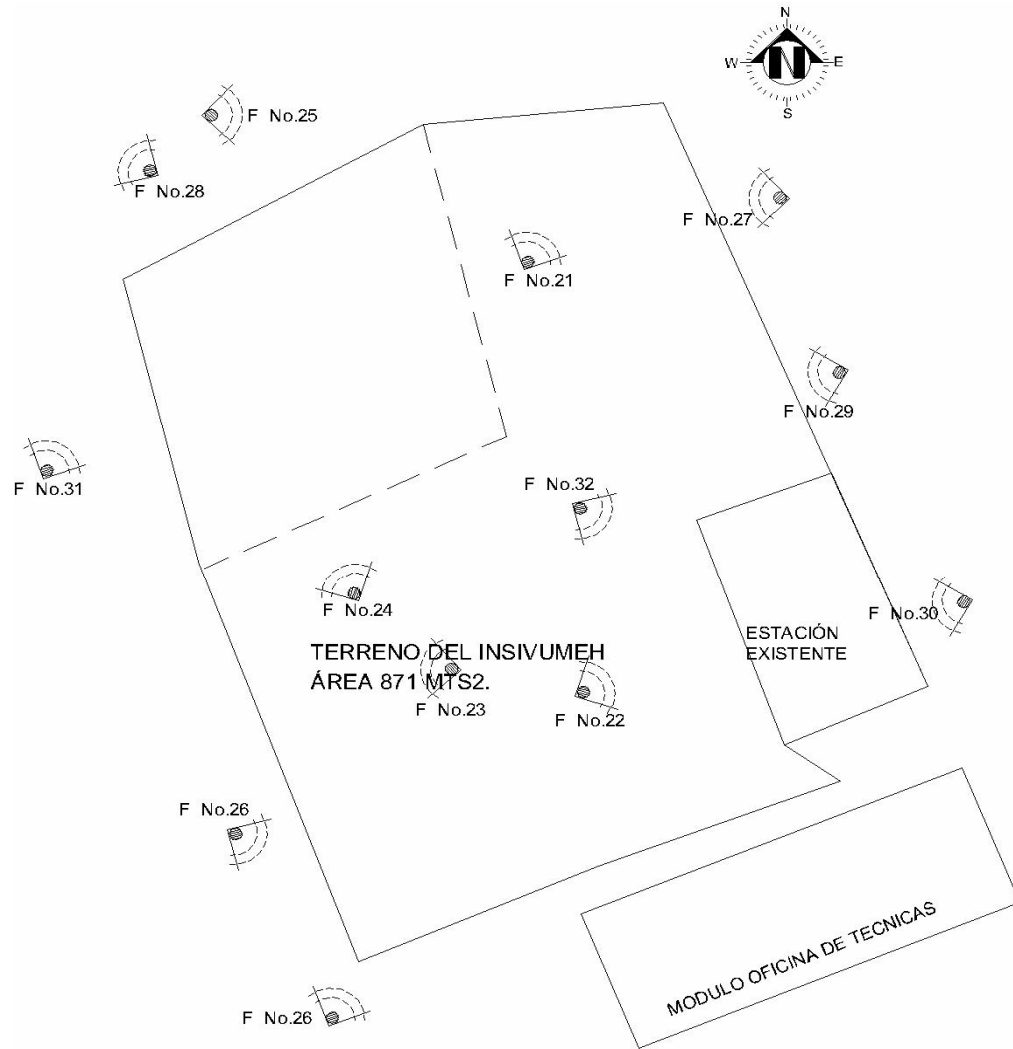 N
W
E
S
F No.25
F No.28
F No.27
F No.21
F No.29
F No.31
F No.32
F No.24
F No.30
TERRENO DEL INSIVUMEH
ÁREA 871 MTS2.
ESTACIÓN
EXISTENTE
F No.23
F No.22
F No.26
MODULO OFICINA DE TECNICAS
F No.26